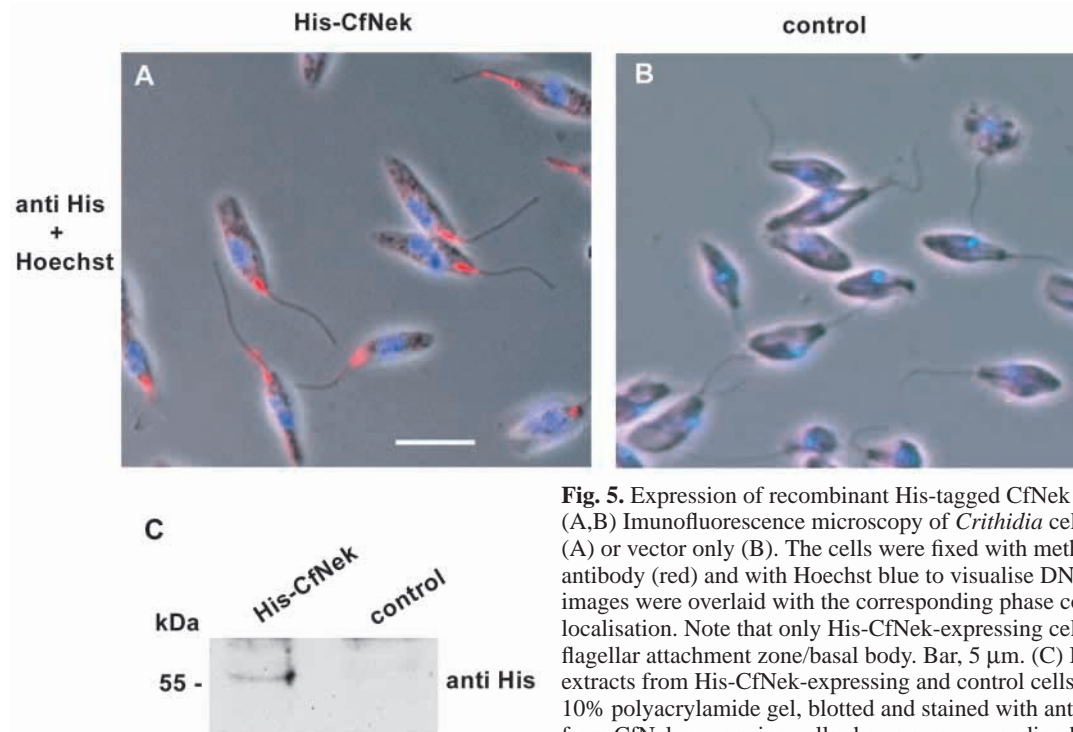 His-CfNek
control
A
B
anti His
+
Hoechst
C
His-CfNek
control
kDa
55 -
anti His
Fig. 5. Expression of recombinant His-tagged CfNek
(A,B) Imunofluorescence microscopy of Crithidia cel
(A) or vector only (B). The cells were fixed with meth
antibody (red) and with Hoechst blue to visualise DN
images were overlaid with the corresponding phase co
localisation. Note that only His-CfNek-expressing cel
flagellar attachment zone/basal body. Bar, 5 μm. (C)
extracts from His-CfNek-expressing and control cells
10% polyacrylamide gel, blotted and stained with ant